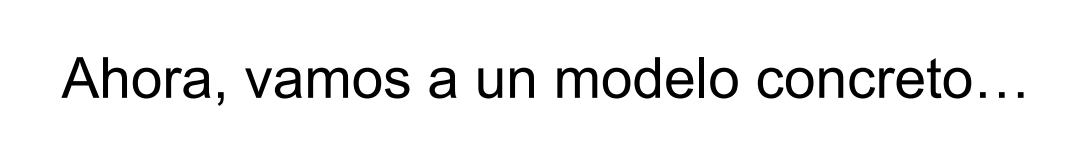 Ahora, vamos a un modelo concreto…